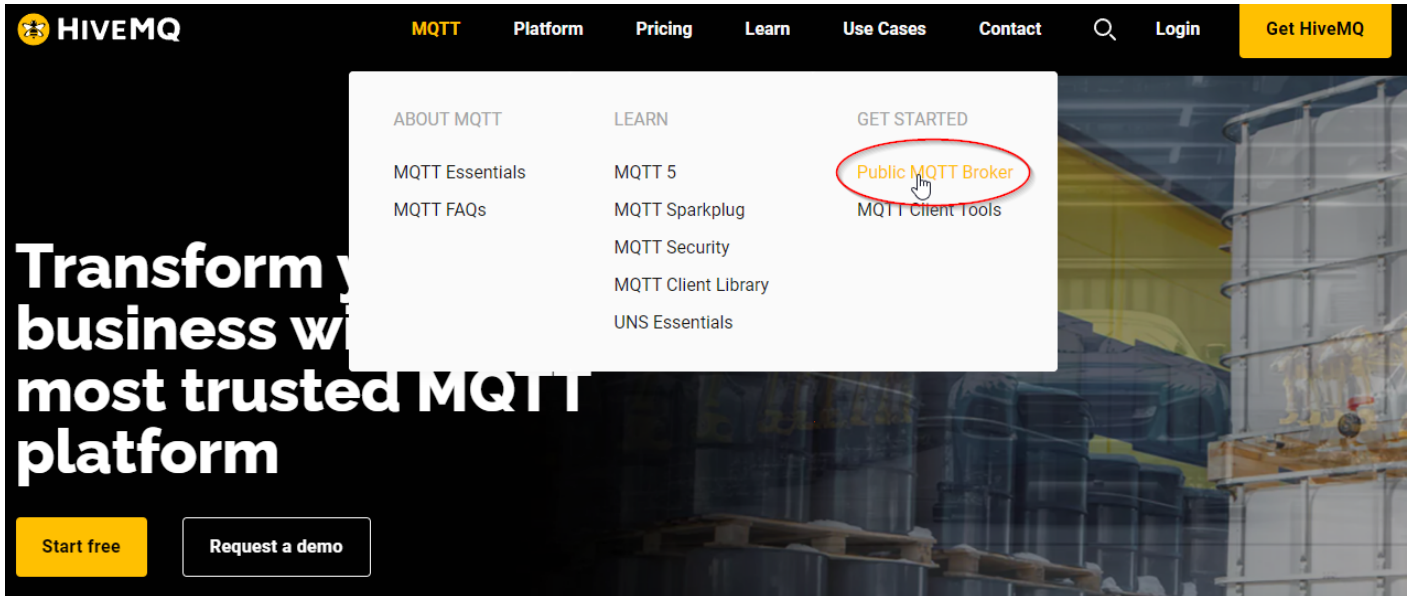 HIVEMQ
MQTT Platform Pricing Learn Use Cases Contact Login Get HiveMQ
ABOUT MQTT
MQTT Essentials
MQTT FAQs
LEARN
MQTT 5
MQTT Sparkplug
MQTT Security
MQTT Client Library
UNS Essentials
GET STARTED
Public MQTT Broker
MQTT Client Tools
Transform
business
most trusted MQTT
platform
Start free
Request a demo